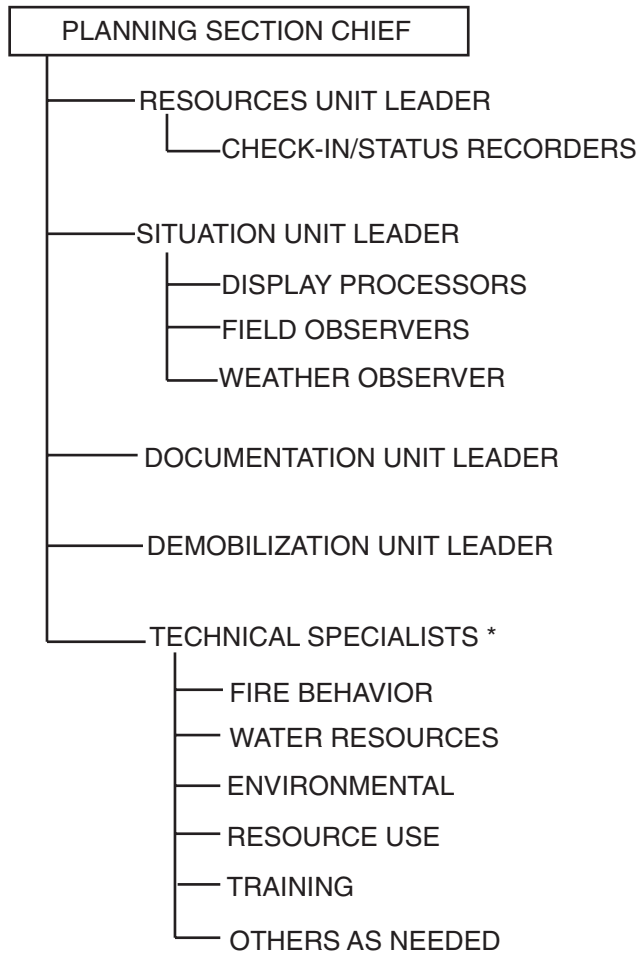 PLANNING SECTION CHIEF
RESOURCES UNIT LEADER
CHECK-IN/STATUS RECORDERS
SITUATION UNIT LEADER
DISPLAY PROCESSORS
FIELD OBSERVERS
WEATHER OBSERVER
DOCUMENTATION UNIT LEADER
DEMOBILIZATION UNIT LEADER
TECHNICAL SPECIALISTS *
FIRE BEHAVIOR
WATER RESOURCES
ENVIRONMENTAL
RESOURCE USE
TRAINING
OTHERS AS NEEDED